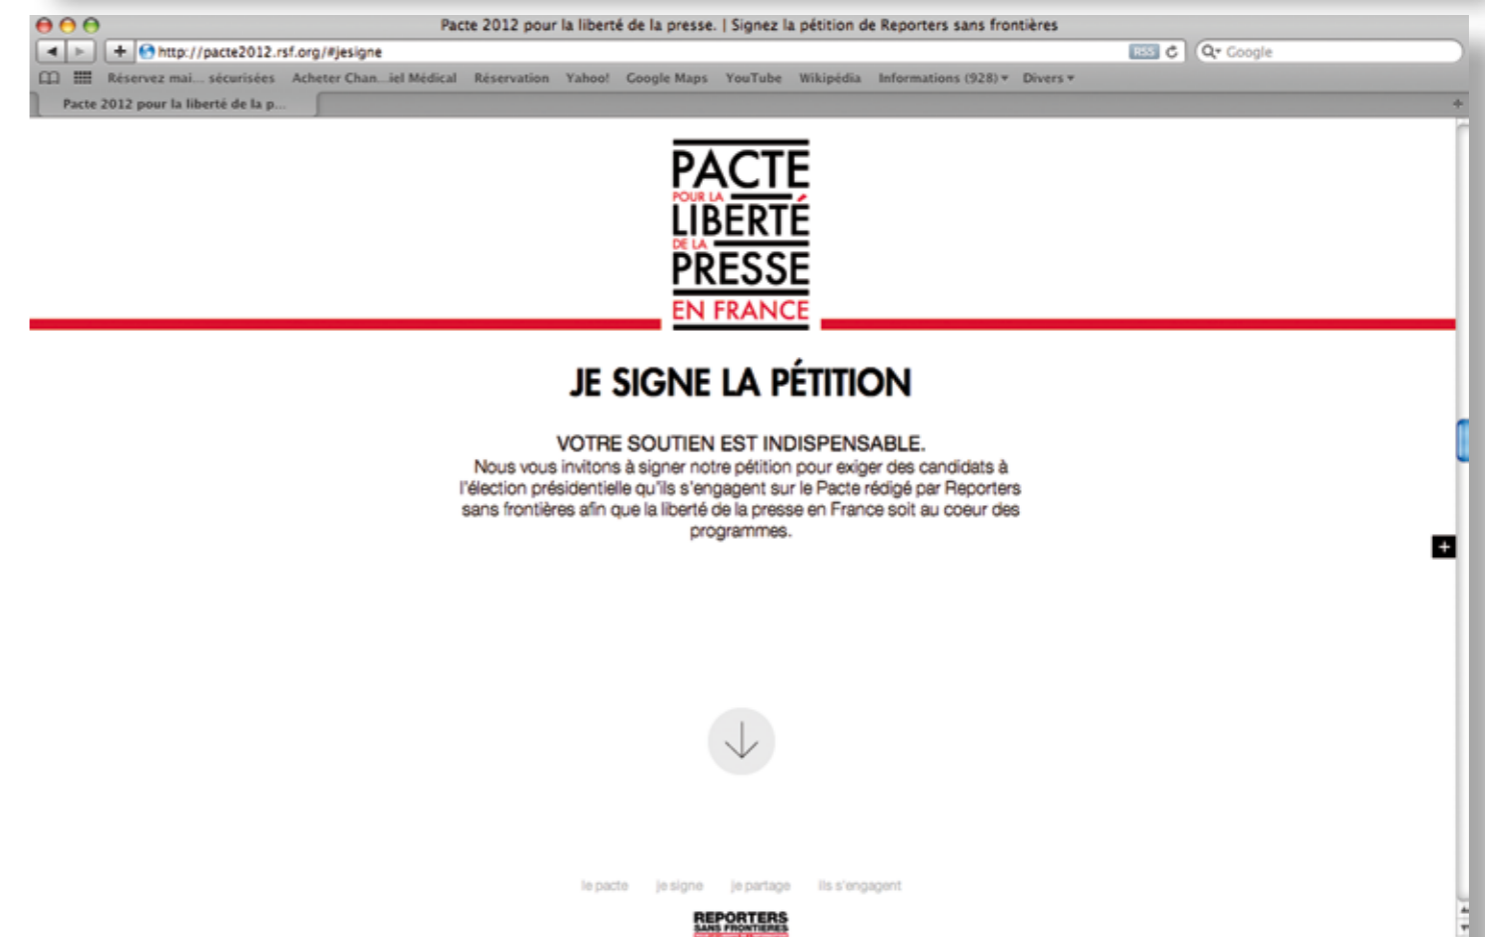 Pacte 2012 pour la liberté de la presse. | Signez la pétition de Reporters sans frontières
http://pacte2012.rsf.org/#jesigne
RSS
Google
Réservez mai... sécurisées Acheter Chan...iel Médical Réservation Yahoo! Google Maps YouTube Wikipédia Informations (928) Divers
Pacte 2012 pour la liberté de la p...
PACTE
POUR LA
LIBERTÉ
DE LA
PRESSE
EN FRANCE
JE SIGNE LA PÉTITION
VOTRE SOUTIEN EST INDISPENSABLE.
Nous vous invitons à signer notre pétition pour exiger des candidats à
l'élection présidentielle qu'ils s'engagent sur le Pacte rédigé par Reporters
sans frontières afin que la liberté de la presse en France soit au coeur des
programmes.
le pacte je signe je partage ils s'engagent
REPORTERS
SANS FRONTIERES